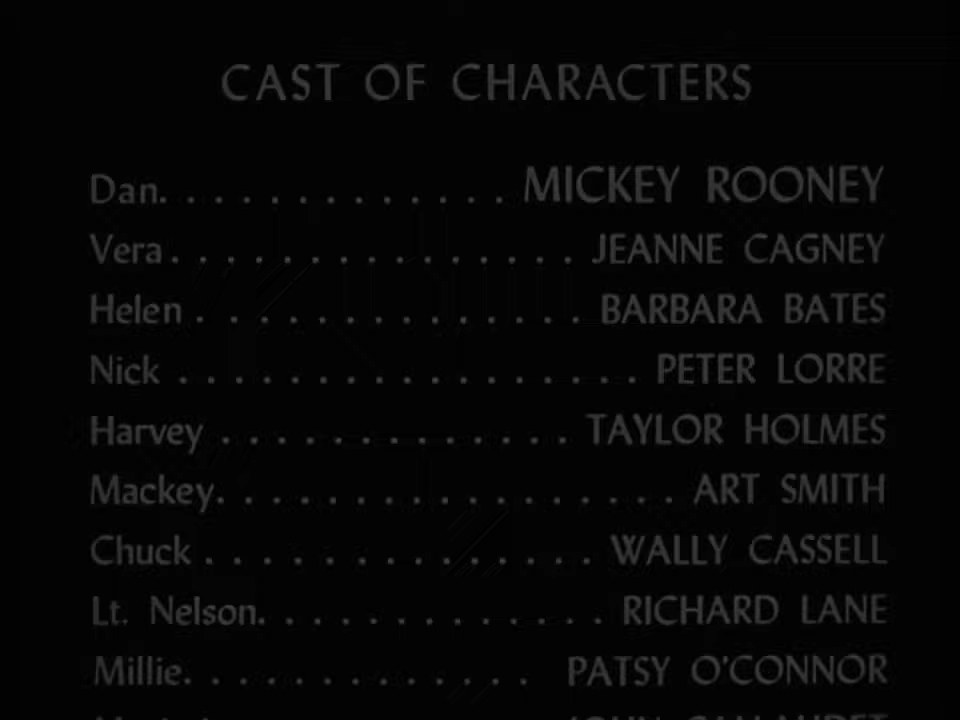 CAST OF CHARACTERS
Dan. . . . . . . . . . . . . MICKEY ROONEY
Vera . . . . . . . . . . . . . . . . JEANNE CAGNEY
Helen . . . . . . . . . . . . . . BARBARA BATES
Nick . . . . . . . . . . . . . . . . . . PETER LORRE
Harvey . . . . . . . . . . . . . TAYLOR HOLMES
Mackey. . . . . . . . . . . . . . . . . ART SMITH
Chuck . . . . . . . . . . . . . . . WALLY CASSELL
Lt. Nelson. . . . . . . . . . . . . RICHARD LANE
Millie. . . . . . . . . . . . . PATSY O'CONNOR